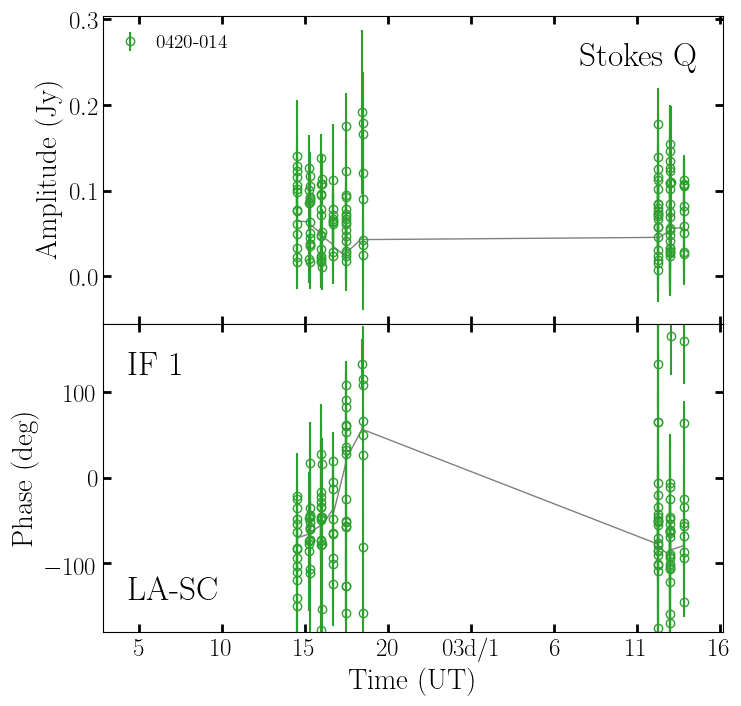 0.3
0420-014
Stokes Q
0.2
0.1
0.0
Amplitude (Jy)
IF 1
100
0
−100
Phase (deg)
LA-SC
5 10 15 20 03d/1 6 11 16
Time (UT)